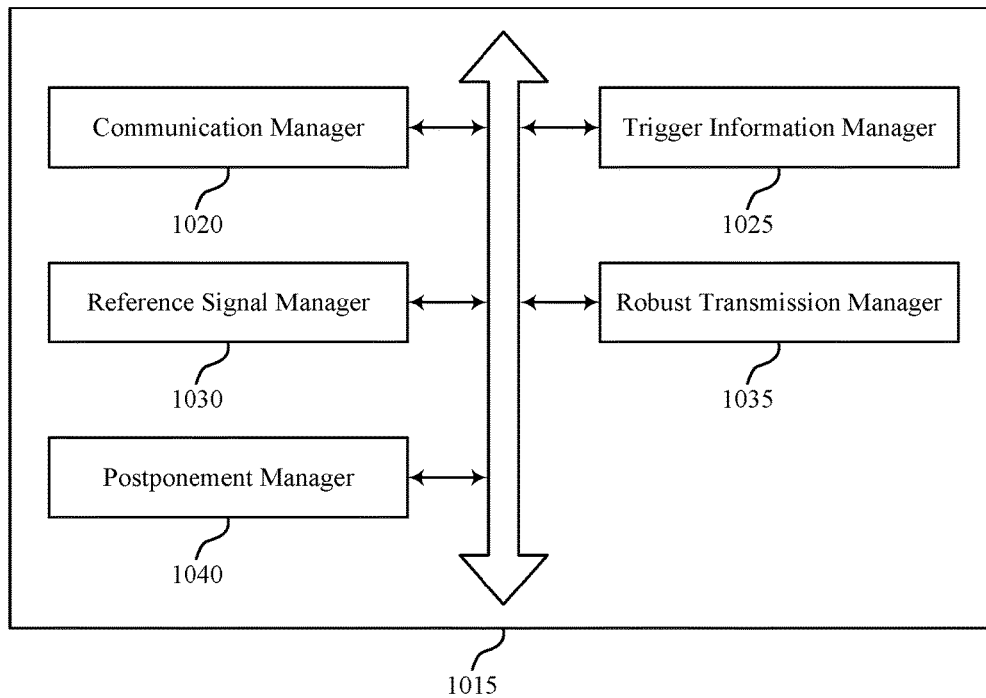 Communication Manager
Trigger Information Manager
1020
1025
Reference Signal Manager
Robust Transmission Manager
1030
1035
Postponement Manager
1040
1015